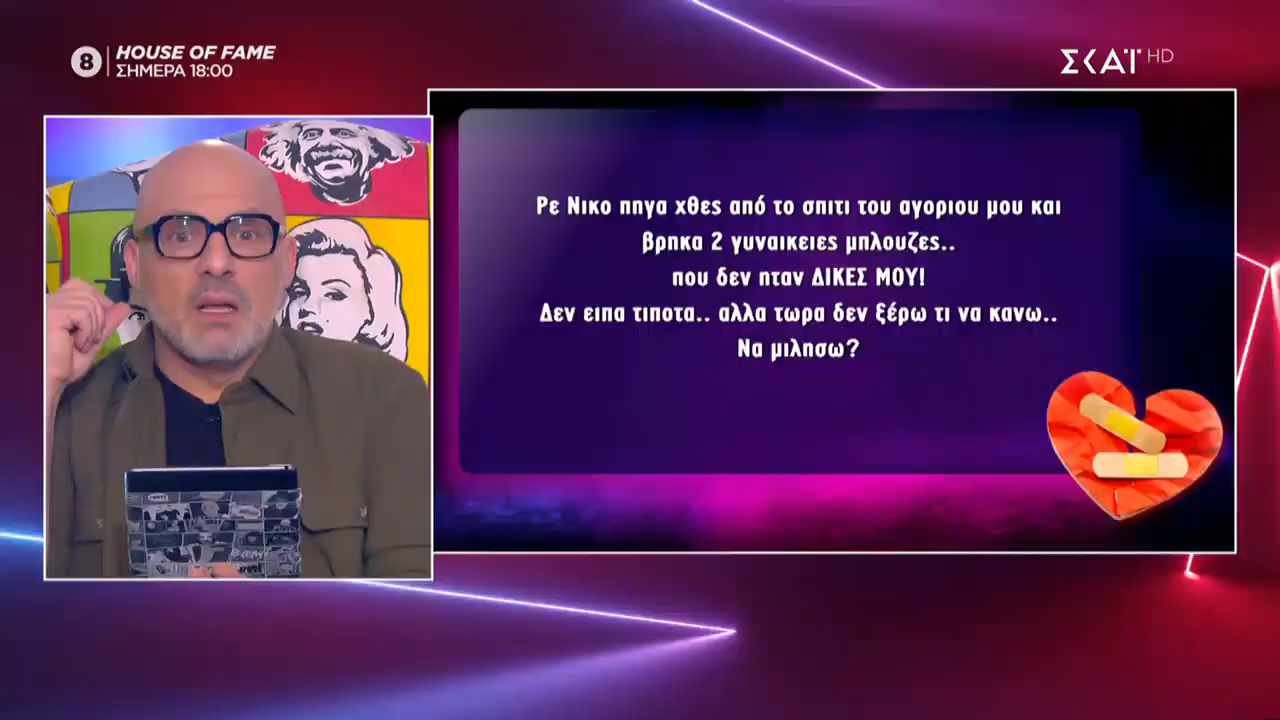 8
HOUSE OF FAME
ΣΗΜΕΡΑ 18:00
ΣΚΑΪ HD
Ρε Νικο πηγα χθες από το σπιτι του αγοριου μου και
βρηκα 2 γυναικειες μπλουζες..
που δεν ηταν ΔΙΚΕΣ ΜΟΥ!
Δεν ειπα τιποτα.. αλλα τωρα δεν ξέρω τι να κανω..
Να μιλησω?